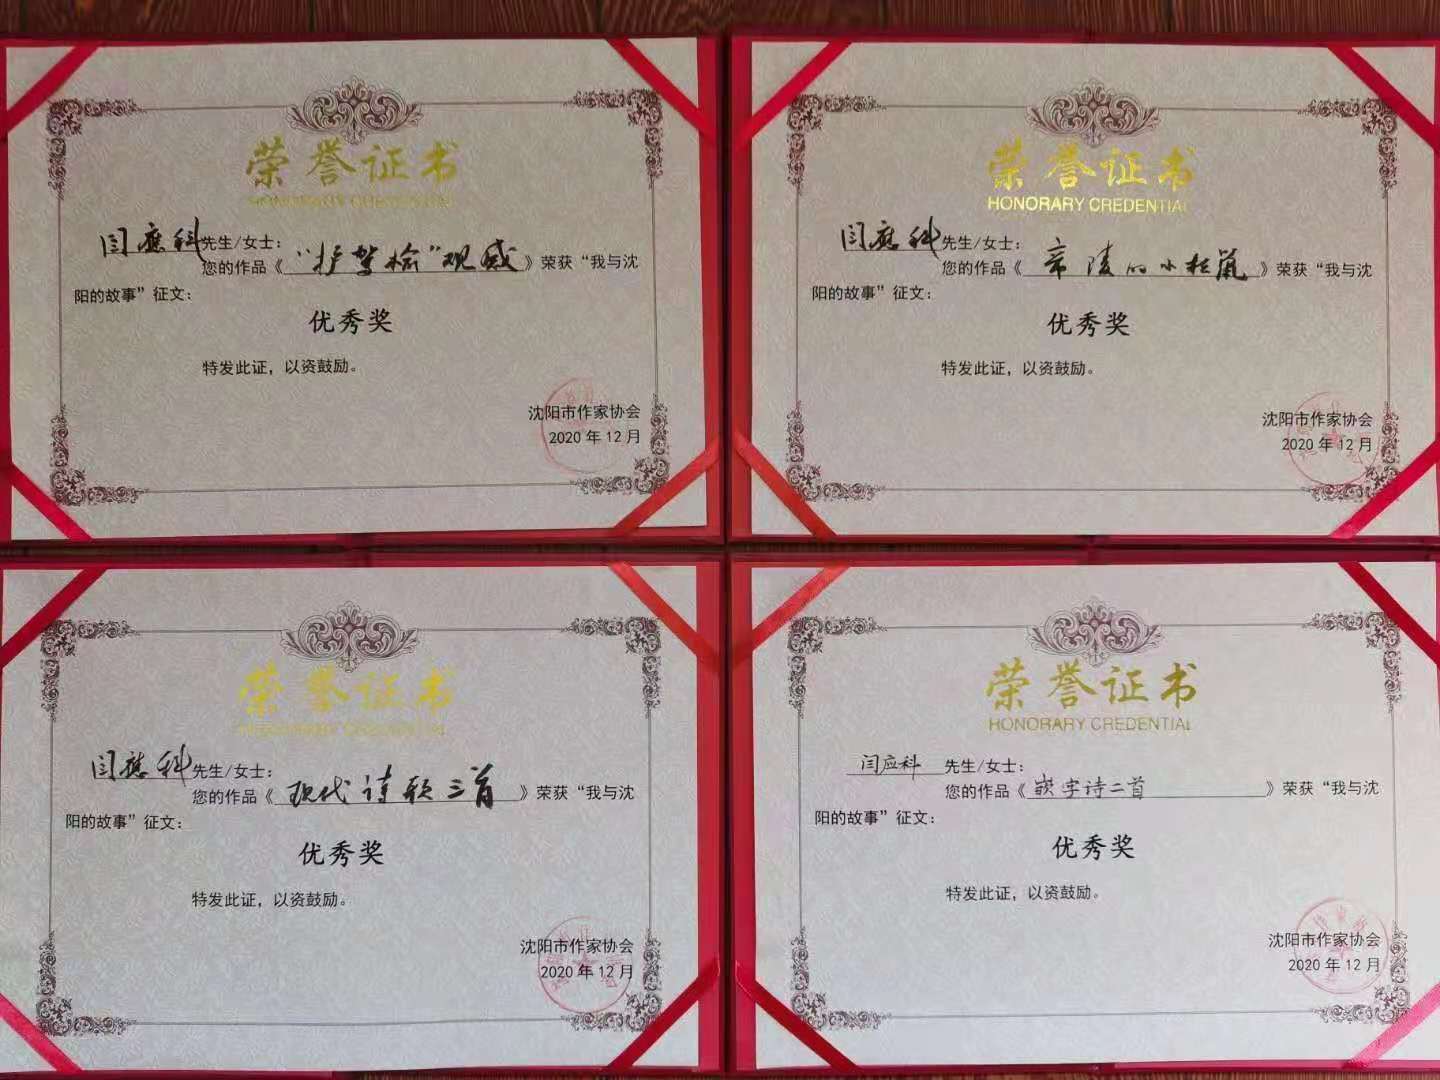 荣誉证书
HONORARY CREDENTIAL
闫应科先生/女士：
您的作品《“护驾榆”观感》荣获“我与沈
阳的故事”征文：
优秀奖
特发此证，以资鼓励。
沈阳市作家协会
2020年12月
荣誉证书
HONORARY CREDENTIAL
闫应科先生/女士：
您的作品《帝陵的小松鼠》荣获“我与沈
阳的故事”征文：
优秀奖
特发此证，以资鼓励。
沈阳市作家协会
2020年12月
荣誉证书
HONORARY CREDENTIAL
闫应科先生/女士：
您的作品《现代诗歌三首》荣获“我与沈
阳的故事”征文：
优秀奖
特发此证，以资鼓励。
沈阳市作家协会
2020年12月
荣誉证书
HONORARY CREDENTIAL
闫应科先生/女士：
您的作品《嵌字诗二首》荣获“我与沈
阳的故事”征文：
优秀奖
特发此证，以资鼓励。
沈阳市作家协会
2020年12月